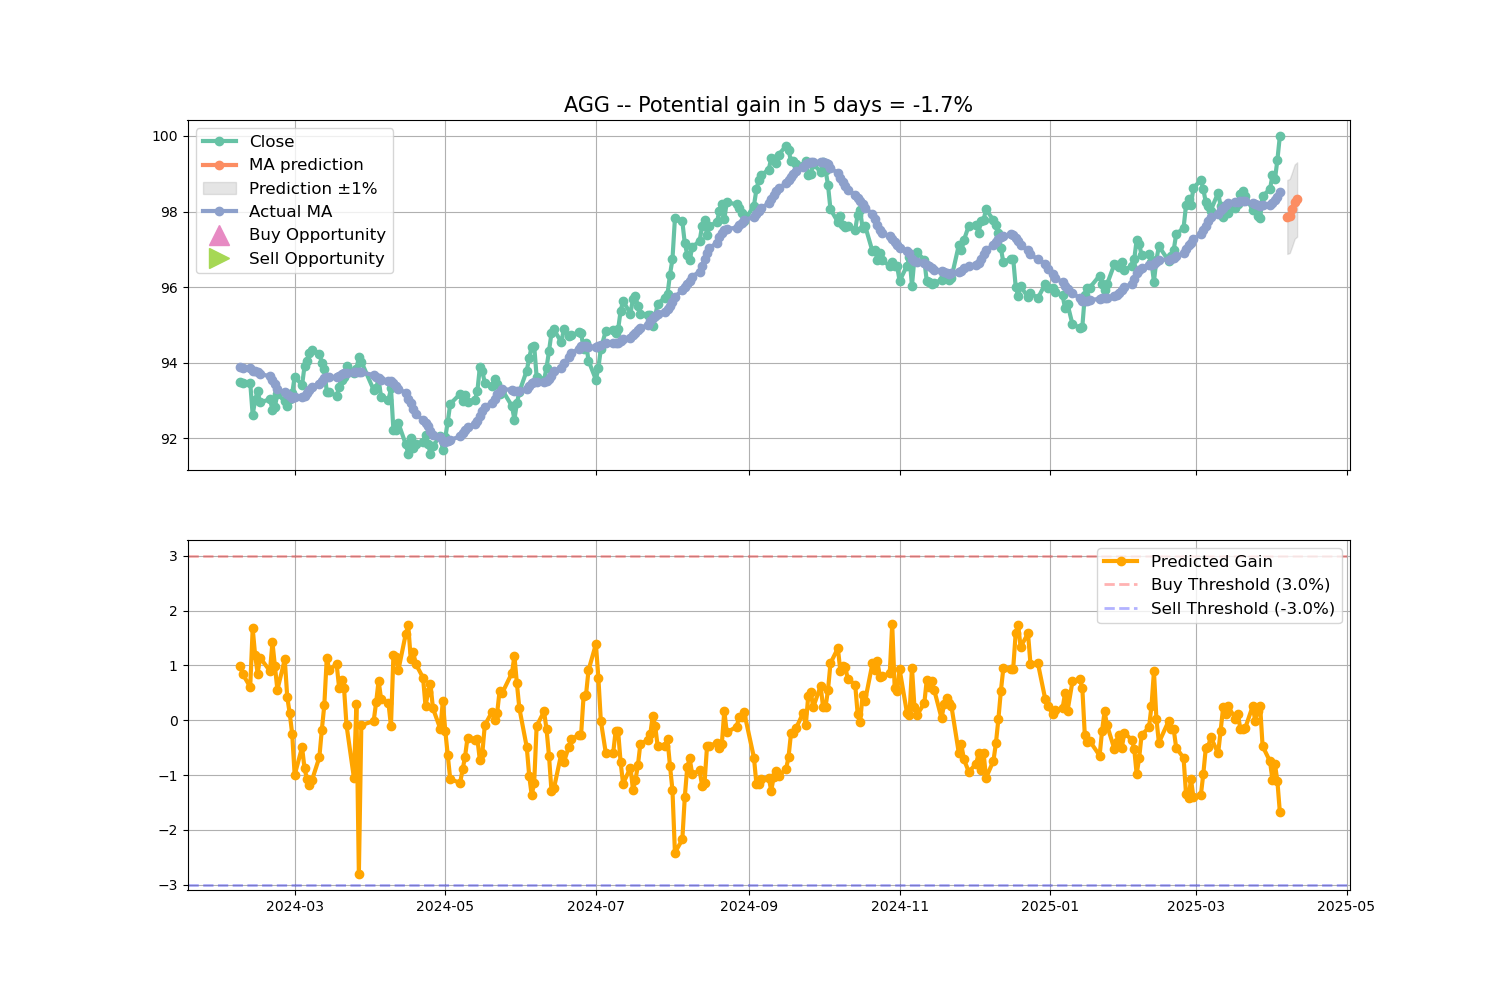 AGG -- Potential gain in 5 days = -1.7%
100
98
96
94
92
Close
MA prediction
Prediction ±1%
Actual MA
Buy Opportunity
Sell Opportunity
3
2
1
0
−1
−2
−3
Predicted Gain
Buy Threshold (3.0%)
Sell Threshold (-3.0%)
2024-03
2024-05
2024-07
2024-09
2024-11
2025-01
2025-03
2025-05